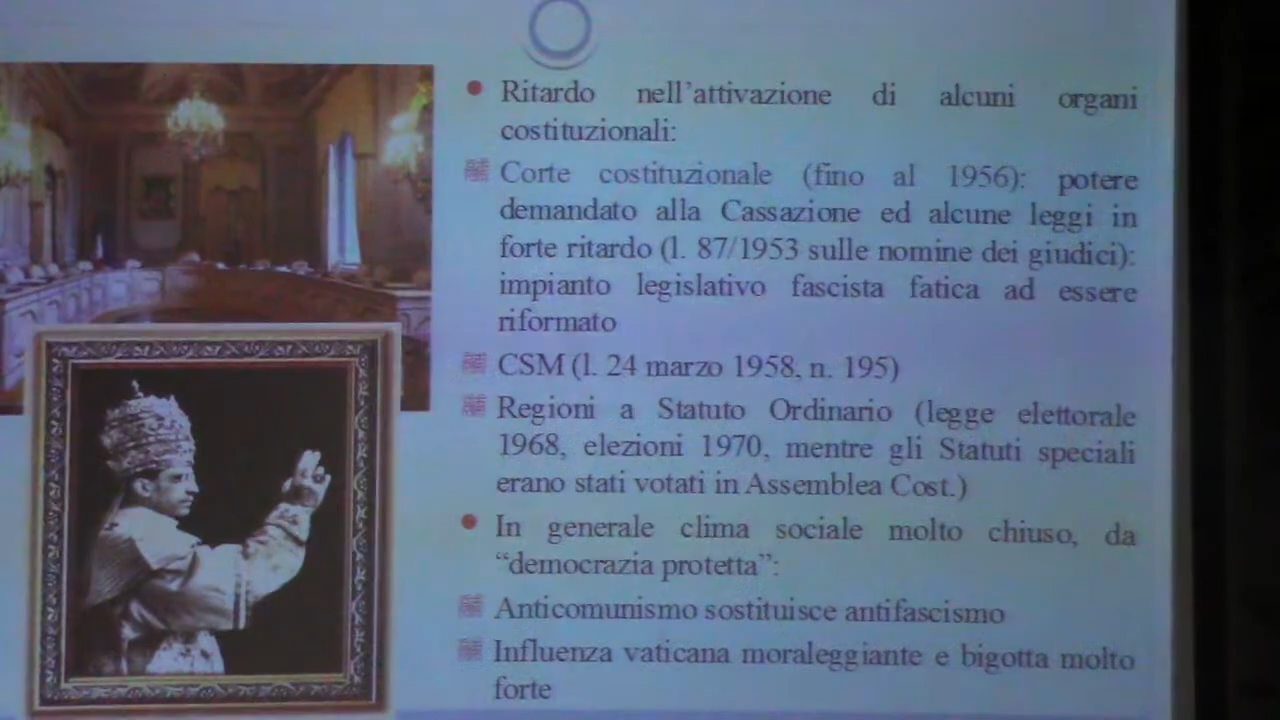 Ritardo nell'attivazione di alcuni organi
costituzionali:
Corte costituzionale (fino al 1956): potere
demandato alla Cassazione ed alcune leggi in
forte ritardo (l. 87/1953 sulle nomine dei giudici):
impianto legislativo fascista fatica ad essere
riformato
CSM (l. 24 marzo 1958, n. 195)
Regioni a Statuto Ordinario (legge elettorale
1968, elezioni 1970, mentre gli Statuti speciali
erano stati votati in Assemblea Cost.)
In generale clima sociale molto chiuso, da
“democrazia protetta”:
Anticomunismo sostituisce antifascismo
Influenza vaticana moraleggiante e bigotta molto
forte